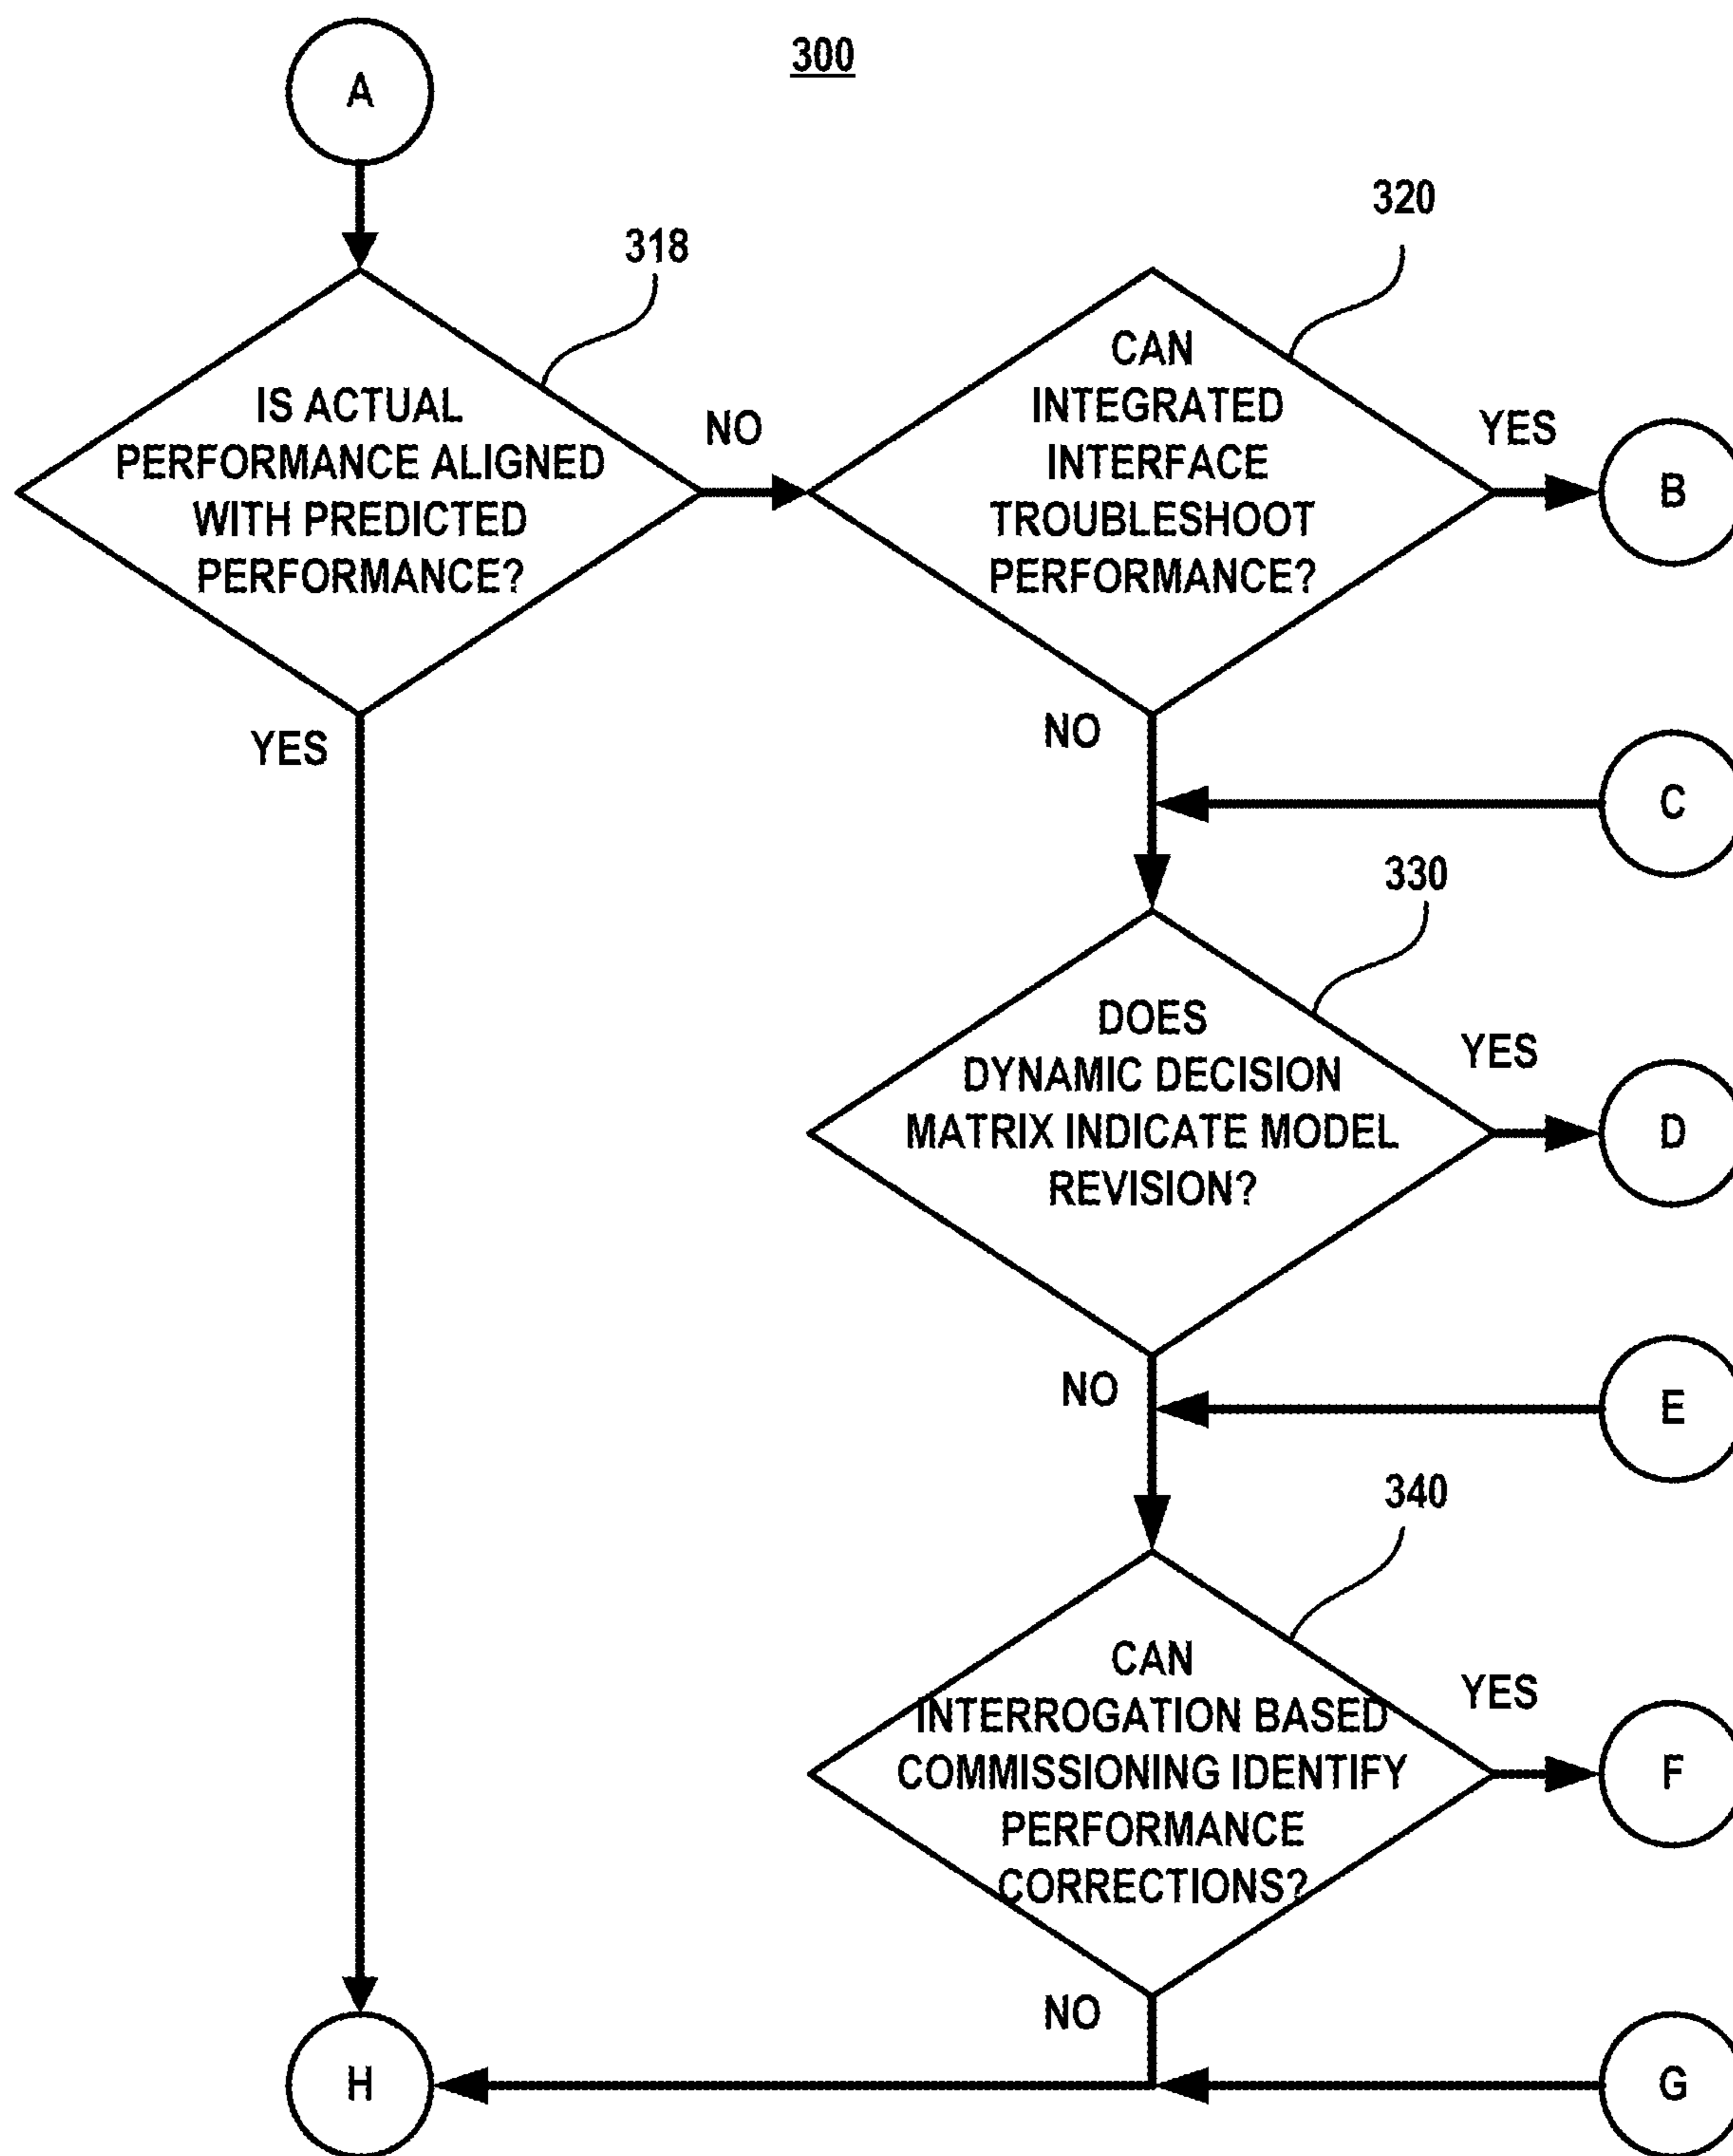 300
A
318
IS ACTUAL
PERFORMANCE ALIGNED
WITH PREDICTED
PERFORMANCE?
NO
YES
320
CAN
INTEGRATED
INTERFACE
TROUBLESHOOT
PERFORMANCE?
YES
B
NO
C
330
DOES
DYNAMIC DECISION
MATRIX INDICATE MODEL
REVISION?
YES
D
NO
E
340
CAN
INTERROGATION BASED
COMMISSIONING IDENTIFY
PERFORMANCE
CORRECTIONS?
YES
F
NO
H
G